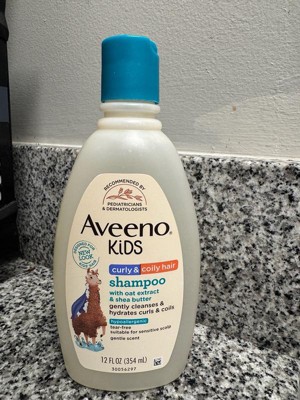 RECOMMENDED BY
PEDIATRICIANS
& DERMATOLOGISTS
Aveeno®
KiDS
NEW
LOOK
curly & coily hair
shampoo
with oat extract
& shea butter
gently cleanses &
hydrates curls & coils
hypoallergenic
tear-free
suitable for sensitive scalp
gentle scent
12 FL OZ (354 mL)
30056297